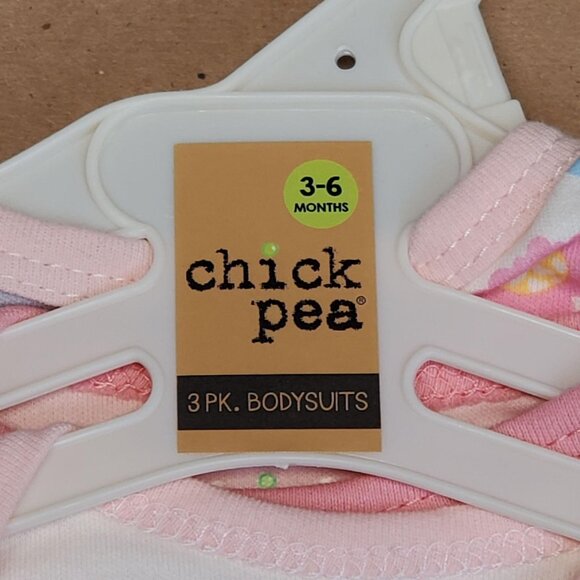 3-6
MONTHS
chick
pea®
3 PK. BODYSUITS